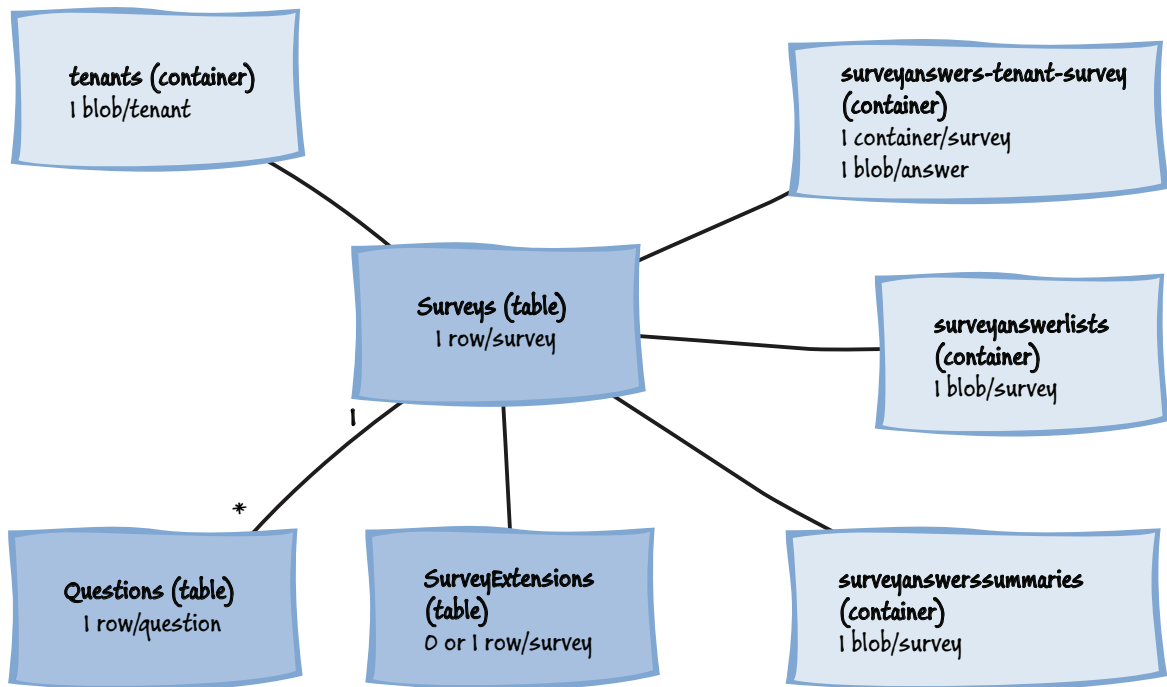 tenants (container)
1 blob/tenant
surveyanswers-tenant-survey
(container)
1 container/survey
1 blob/answer
Surveys (table)
1 row/survey
surveyanswerlists
(container)
1 blob/survey
1
*
Questions (table)
1 row/question
SurveyExtensions
(table)
0 or 1 row/survey
surveyanswerssummaries
(container)
1 blob/survey